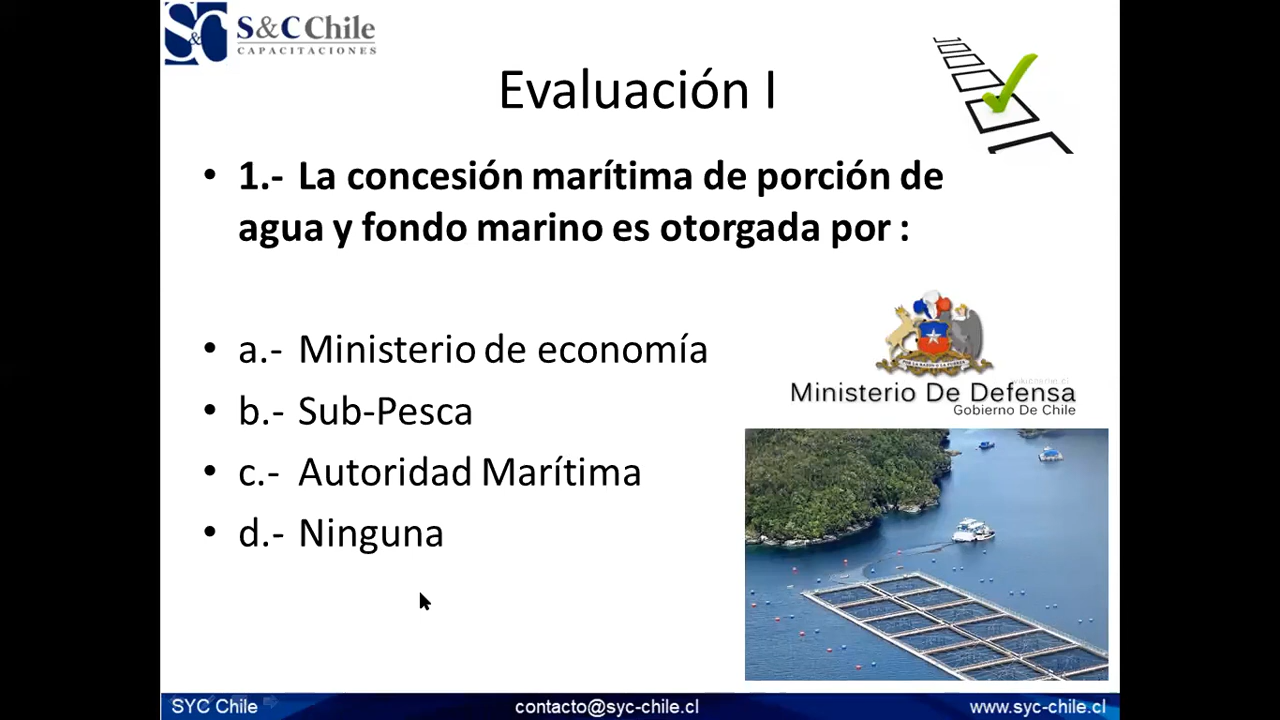 S&C Chile
CAPACITACIONES
Evaluación I
• 1.- La concesión marítima de porción de
agua y fondo marino es otorgada por :
• a.- Ministerio de economía
• b.- Sub-Pesca
• c.- Autoridad Marítima
• d.- Ninguna
Ministerio De Defensa
Gobierno De Chile
SYC Chile
contacto@syc-chile.cl
www.syc-chile.cl